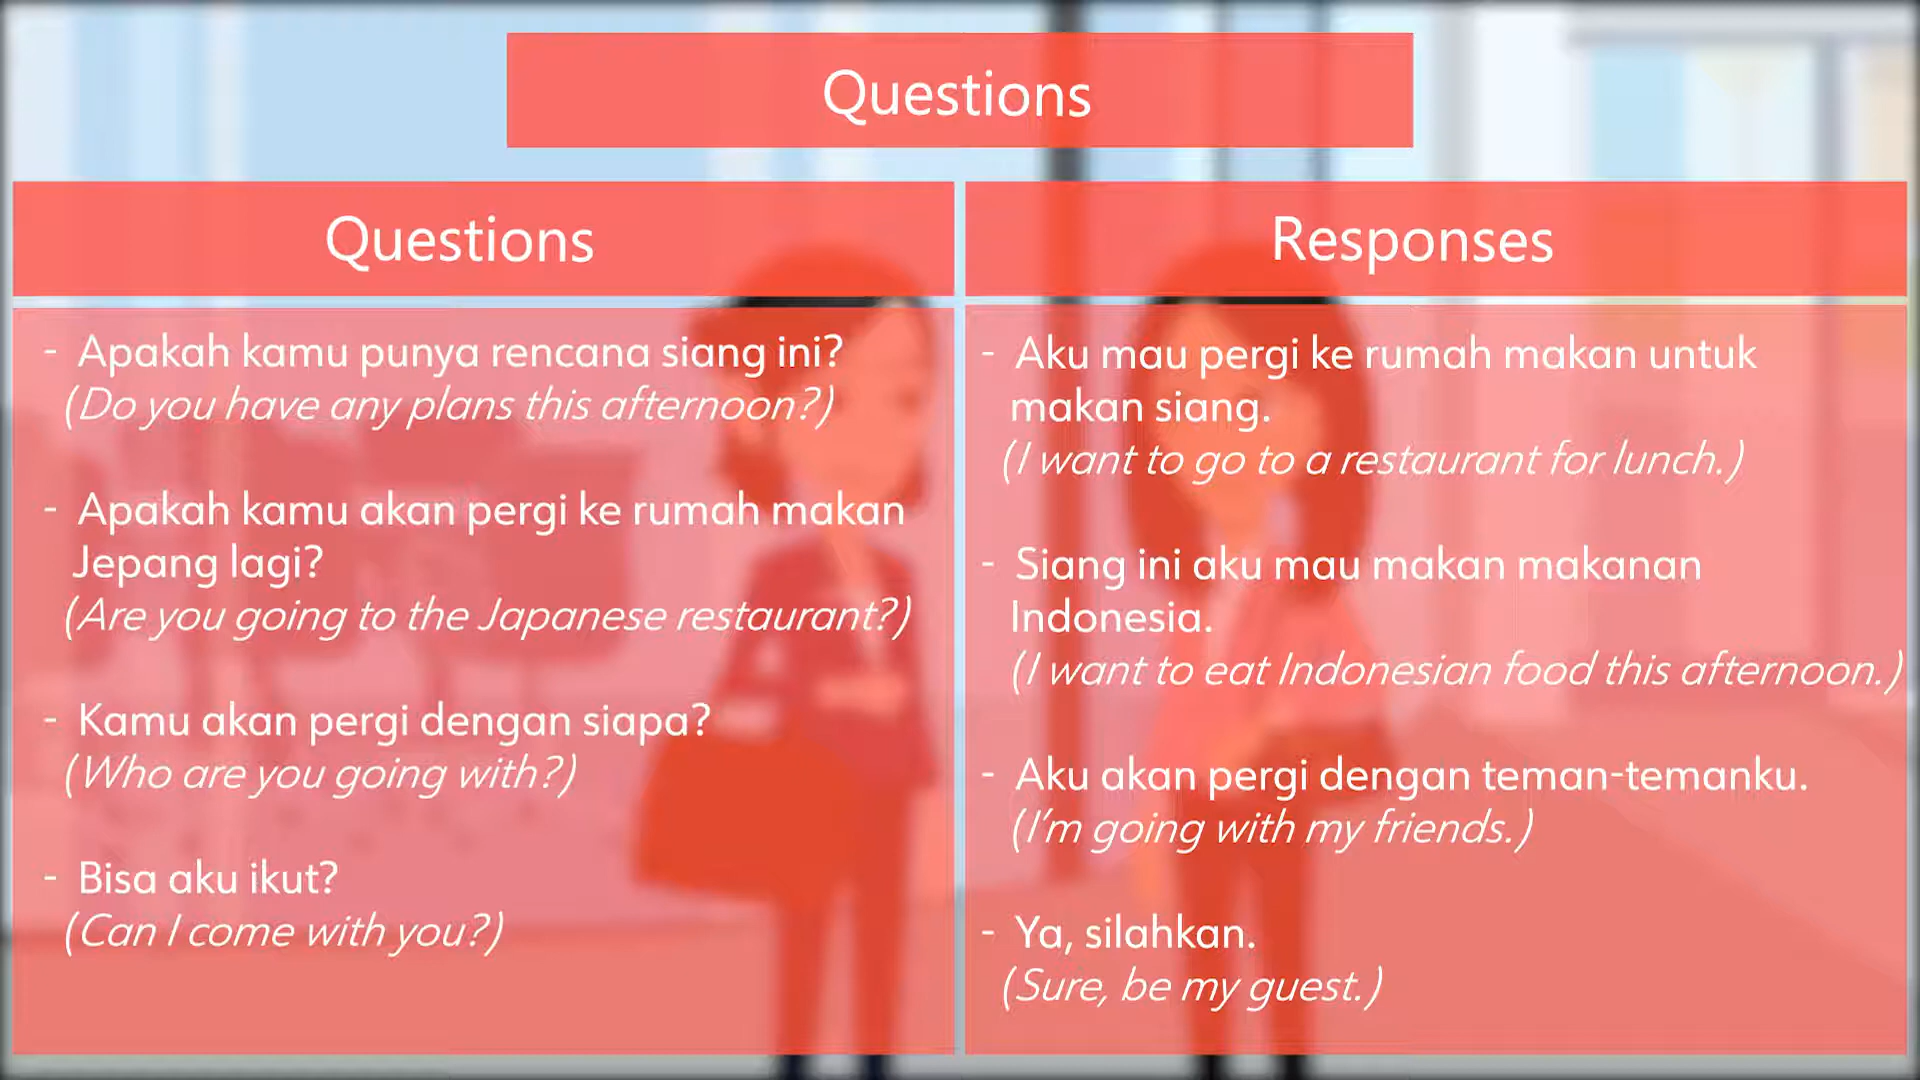 Questions
Questions
- Apakah kamu punya rencana siang ini?
(Do you have any plans this afternoon?)
- Apakah kamu akan pergi ke rumah makan
Jepang lagi?
(Are you going to the Japanese restaurant?)
- Kamu akan pergi dengan siapa?
(Who are you going with?)
- Bisa aku ikut?
(Can I come with you?)
Responses
- Aku mau pergi ke rumah makan untuk
makan siang.
(I want to go to a restaurant for lunch.)
- Siang ini aku mau makan makanan
Indonesia.
(I want to eat Indonesian food this afternoon.)
- Aku akan pergi dengan teman-temanku.
(I'm going with my friends.)
- Ya, silahkan.
(Sure, be my guest.)